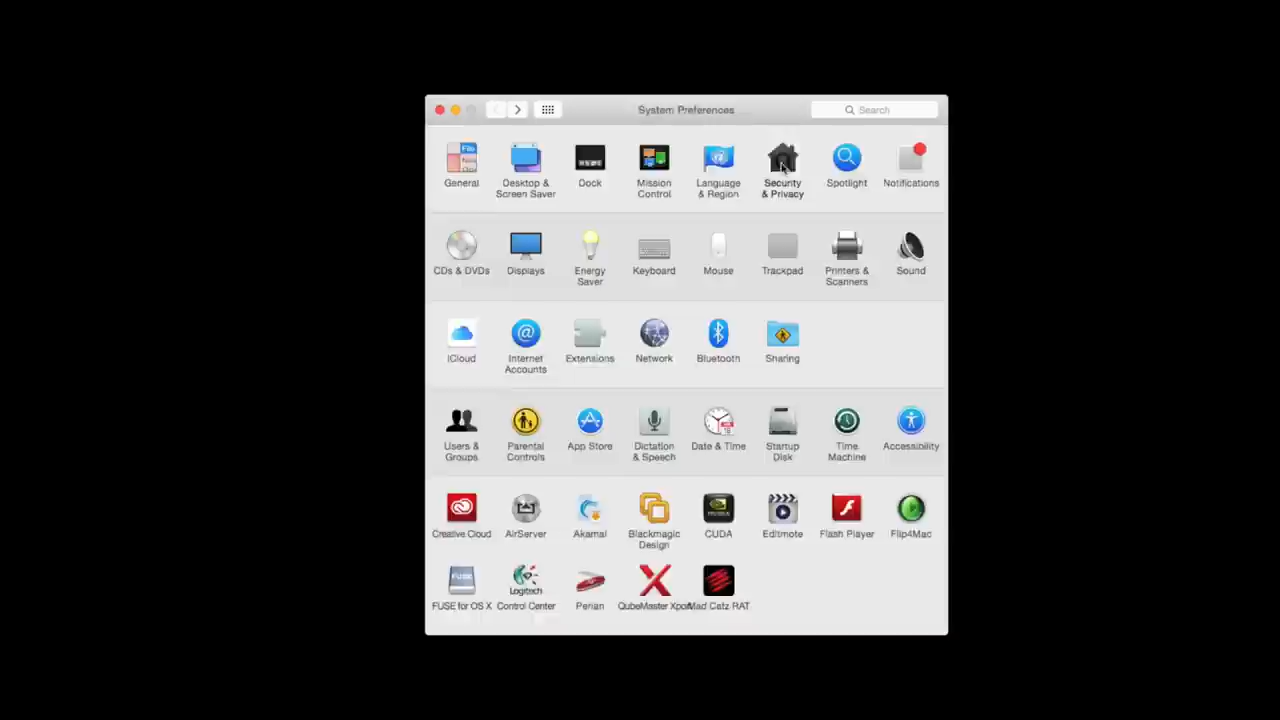 System Preferences
Search
General
Desktop &
Screen Saver
Dock
Mission
Control
Language
& Region
Security
& Privacy
Spotlight
Notifications
CDs & DVDs
Displays
Energy
Saver
Keyboard
Mouse
Trackpad
Printers &
Scanners
Sound
iCloud
Internet
Accounts
Extensions
Network
Bluetooth
Sharing
Users &
Groups
Parental
Controls
App Store
Dictation
& Speech
Date & Time
Startup
Disk
Time
Machine
Accessibility
Creative Cloud
AirServer
Akamai
Blackmagic
Design
CUDA
Editmote
Flash Player
Flip4Mac
FUSE
FUSE for OS X
Logitech
Control Center
Perian
QubeMaster Xport
Mad Catz RAT